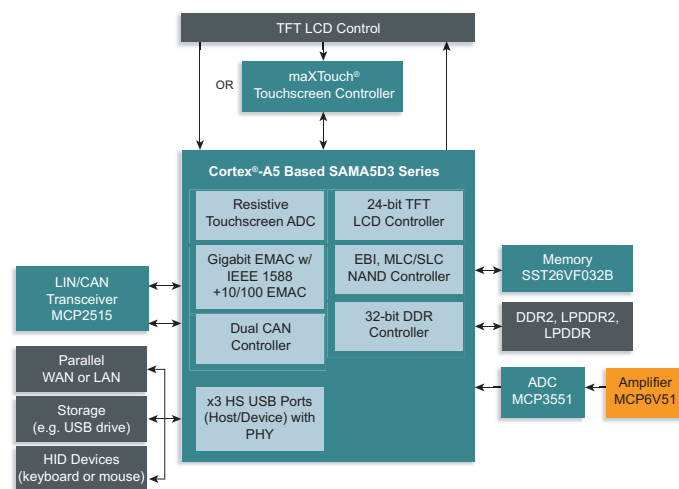 TFT LCD Control
OR
maXTouch®
Touchscreen Controller
Cortex®-A5 Based SAMA5D3 Series
Resistive
Touchscreen ADC
24-bit TFT
LCD Controller
Gigabit EMAC w/
IEEE 1588
+10/100 EMAC
EBI, MLC/SLC
NAND Controller
Dual CAN
Controller
32-bit DDR
Controller
x3 HS USB Ports
(Host/Device) with
PHY
LIN/CAN
Transceiver
MCP2515
Parallel
WAN or LAN
Storage
(e.g. USB drive)
HID Devices
(keyboard or mouse)
Memory
SST26VF032B
DDR2, LPDDR2,
LPDDR
ADC
MCP3551
Amplifier
MCP6V51